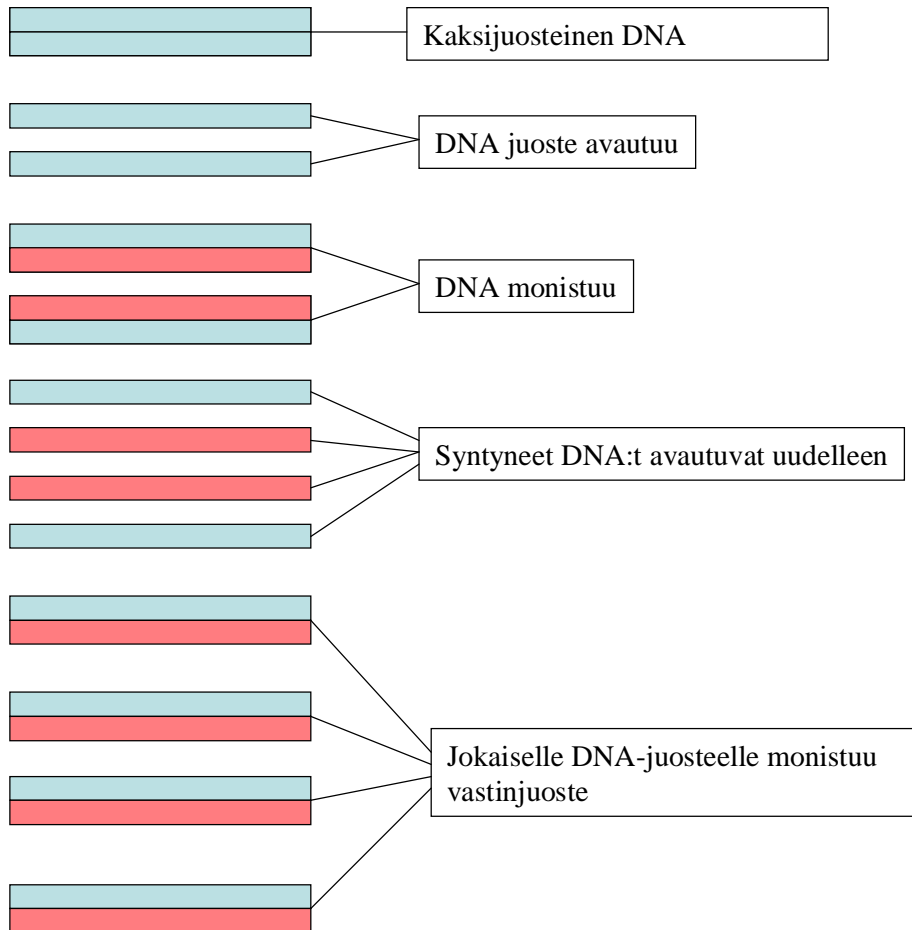 Kaksijuosteinen DNA
DNA juoste avautuu
DNA monistuu
Syntyneet DNA:t avautuvat uudelleen
Jokaiselle DNA-juosteelle monistuu
vastinjuoste